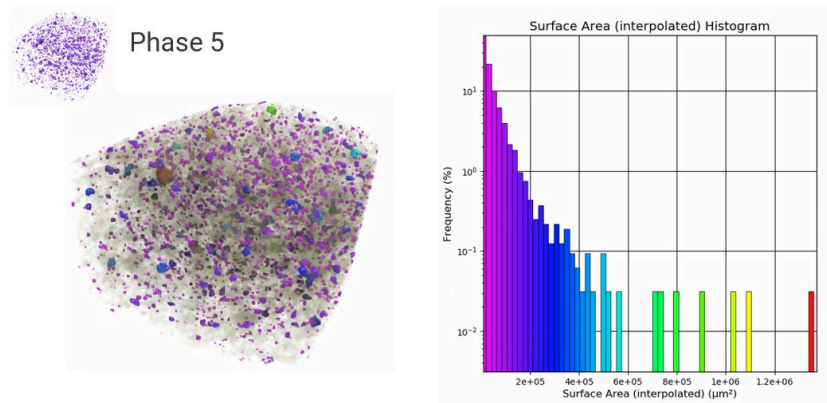 Phase 5
Surface Area (interpolated) Histogram
Frequency (%)
10¹
10⁰
10⁻¹
10⁻²
2e+05 4e+05 6e+05 8e+05 1e+06 1.2e+06
Surface Area (interpolated) (µm²)